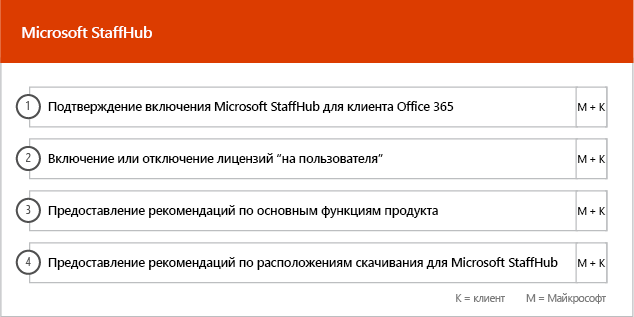 Microsoft StaffHub
1 Подтверждение включения Microsoft StaffHub для клиента Office 365 М + К
2 Включение или отключение лицензий “на пользователя” М + К
3 Предоставление рекомендаций по основным функциям продукта М + К
4 Предоставление рекомендаций по расположениям скачивания для Microsoft StaffHub М + К
К = клиент М = Майкрософт